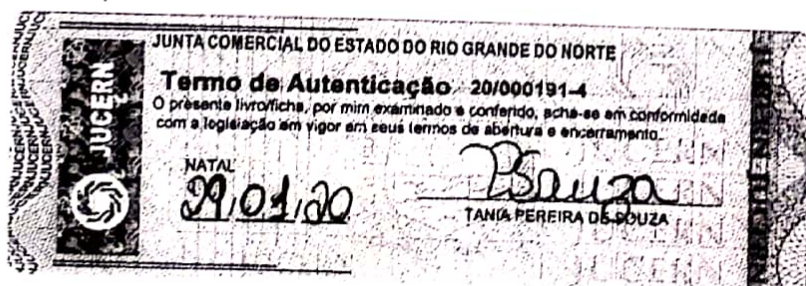 JUNTA COMERCIAL DO ESTADO DO RIO GRANDE DO NORTE
Termo de Autenticação 20/000191-4
O presente livro/ficha, por mim examinado e conferido, acha-se em conformidade
com a legislação em vigor em seus termos de abertura e encerramento.
JUCERN
NATAL
29/01/20
PSouza
TANIA PEREIRA DE SOUZA